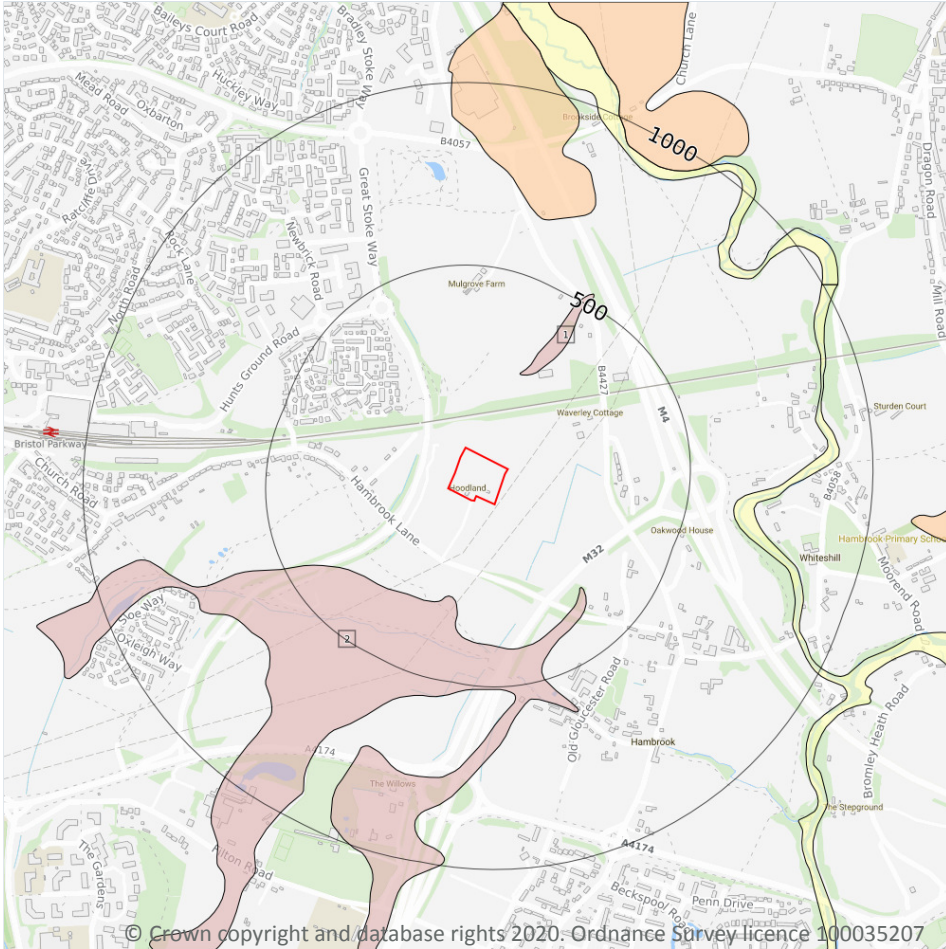 Baileys Court Road
Bradley Stoke Way
Church Lane
Mead Road
Huckley Way
Oxbarton
Brookside Cottage
1000
B4057
Dragon Road
Ratcliffe Drive
Rock Lane
Great Stoke Way
Newbrick Road
North Road
Mulgrove Farm
500
Mill Road
1
Hunts Ground Road
B4427
M4
Waverley Cottage
Sturden Court
Bristol Parkway
Church Road
Hambrook Lane
Hoodland
B4058
Oakwood House
Hambrook Primary Scho
M32
Whiteshill
Moorend Road
Stoe Way
Oxleigh Way
2
Old Gloucester Road
Hambrook
A4174
Bromley Heath Road
The Willows
The Stepground
A4174
The Gardens
Filton Road
Beckspool Road
Penn Drive
© Crown copyright and database rights 2020. Ordnance Survey licence 100035207